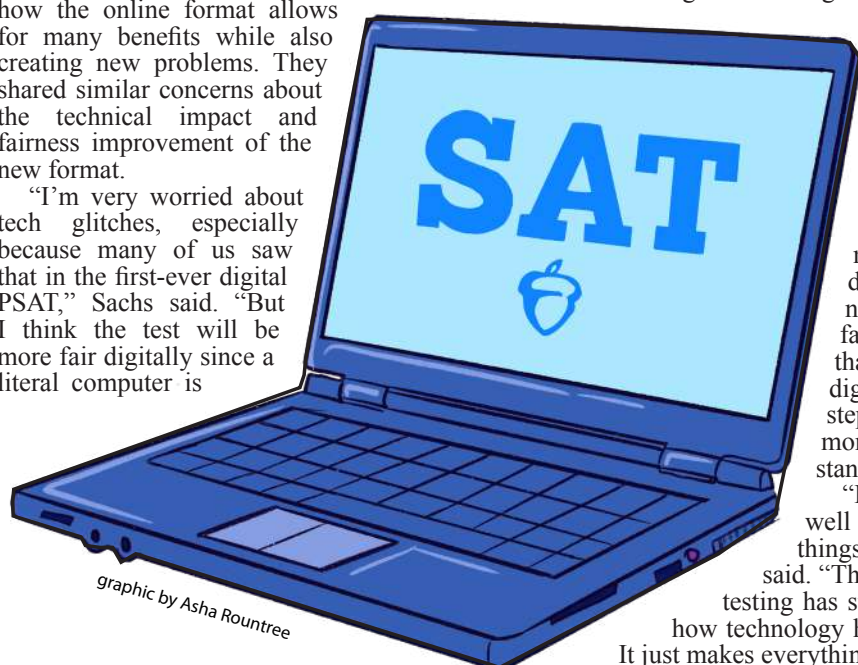 how the online format allows
for many benefits while also
creating new problems. They
shared similar concerns about
the technical impact and
fairness improvement of the
new format.
“I’m very worried about
tech glitches, especially
because many of us saw
that in the first-ever digital
PSAT,” Sachs said. “But
I think the test will be
more fair digitally since a
literal computer is
SAT
graphic by Asha Rountree
d
n
fa
tha
dig
step
mor
stan
well
things
said. “Th
testing has s
how technology h
It just makes everythin